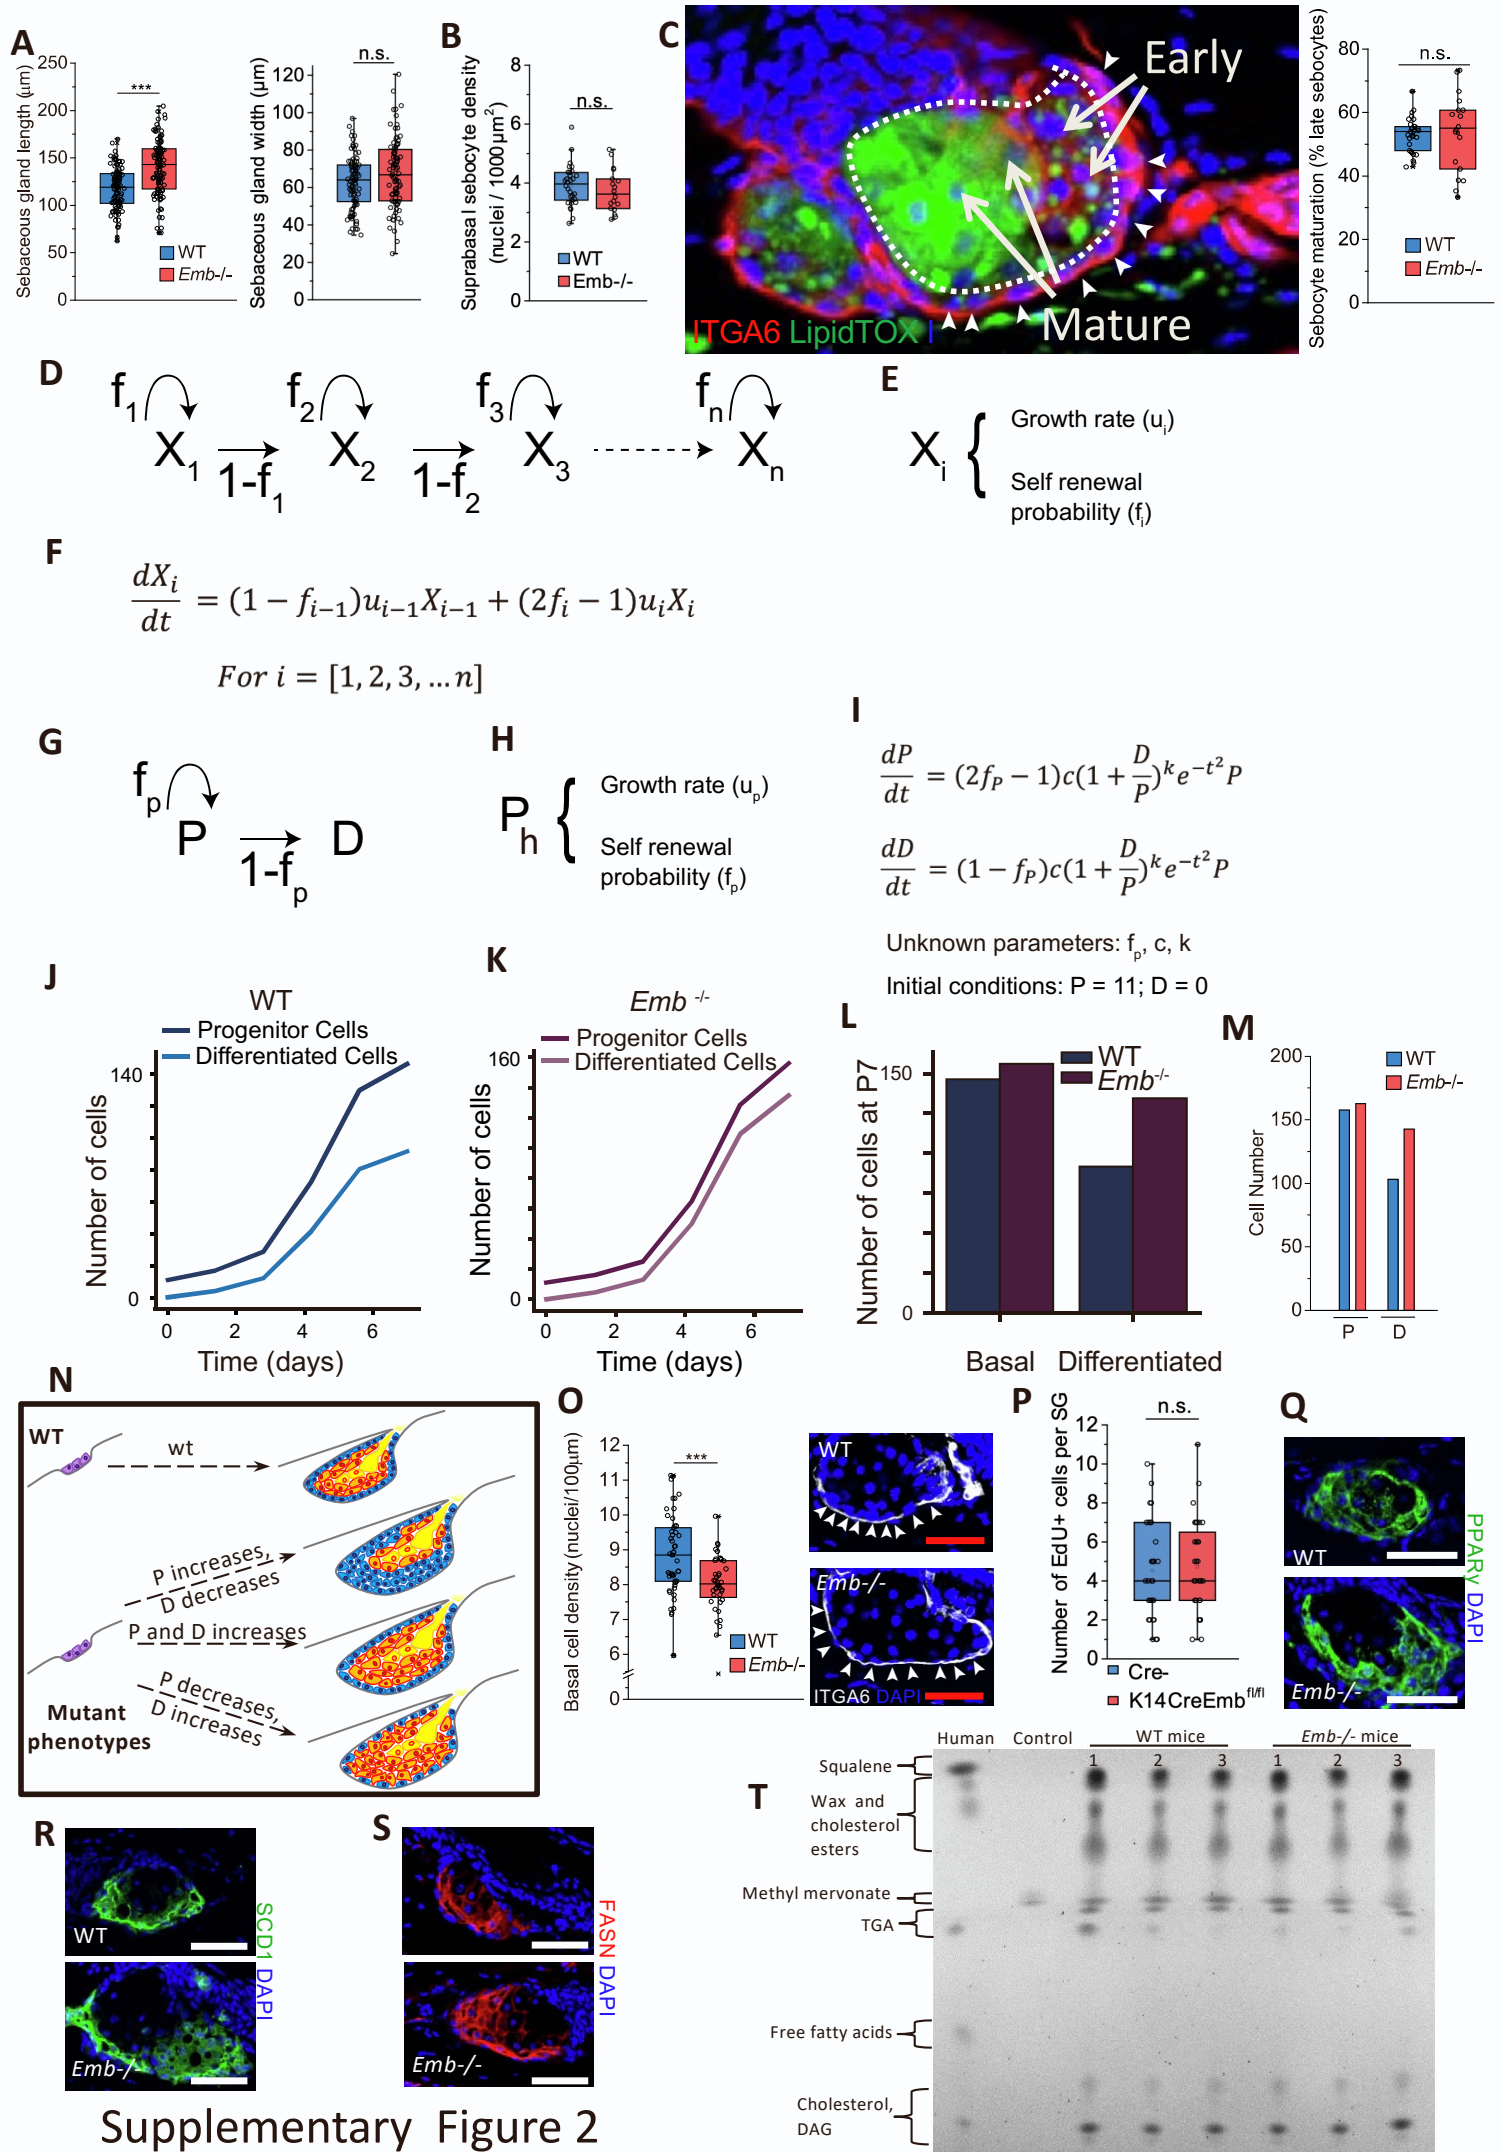 A
Sebaceous gland length (µm)
250
200
150
100
50
0
***
WT
Emb-/-
Sebaceous gland width (µm)
120
100
80
60
40
20
0
n.s.
B
Suprabasal sebocyte density
(nuclei / 1000µm²)
8
6
4
2
0
n.s.
WT
Emb-/-
C
Early
Mature
ITGA6 LipidTOX I
Sebocyte maturation (% late sebocytes)
80
60
40
20
0
n.s.
WT
Emb-/-
D
f1 f2 f3 fn
X1 X2 X3 Xn
1-f1 1-f2
E
Xi {
Growth rate (ui)
Self renewal
probability (fi)
F
dXi/dt = (1 − fi−1)ui−1Xi−1 + (2fi − 1)uiXi
For i = [1, 2, 3, … n]
G
fp
P D
1-fp
H
Ph {
Growth rate (up)
Self renewal
probability (fp)
I
dP/dt = (2fP − 1)c(1 + D/P)^k e^−t² P
dD/dt = (1 − fP)c(1 + D/P)^k e^−t² P
Unknown parameters: fp, c, k
Initial conditions: P = 11; D = 0
J
WT
Progenitor Cells
Differentiated Cells
Number of cells
140
0
0 2 4 6
Time (days)
K
Emb -/-
Progenitor Cells
Differentiated Cells
Number of cells
160
0
0 2 4 6
Time (days)
L
Number of cells at P7
150
0
WT
Emb-/-
Basal Differentiated
M
Cell Number
200
150
100
50
0
WT
Emb-/-
P D
N
WT
wt
P increases,
D decreases
P and D increases
P decreases,
D increases
Mutant
phenotypes
O
Basal cell density (nuclei/100µm)
12
11
10
9
8
7
6
0
***
WT
Emb-/-
WT
Emb-/-
ITGA6 DAPI
P
Number of EdU+ cells per SG
12
10
8
6
4
2
0
n.s.
Cre-
K14CreEmb fl/fl
Q
WT
Emb-/-
PPARγ DAPI
R
WT
Emb-/-
SCD1 DAPI
S
Emb-/-
FASN DAPI
T
Human Control WT mice Emb-/- mice
1 2 3 1 2 3
Squalene
Wax and
cholesterol
esters
Methyl mervonate
TGA
Free fatty acids
Cholesterol,
DAG
Supplementary Figure 2